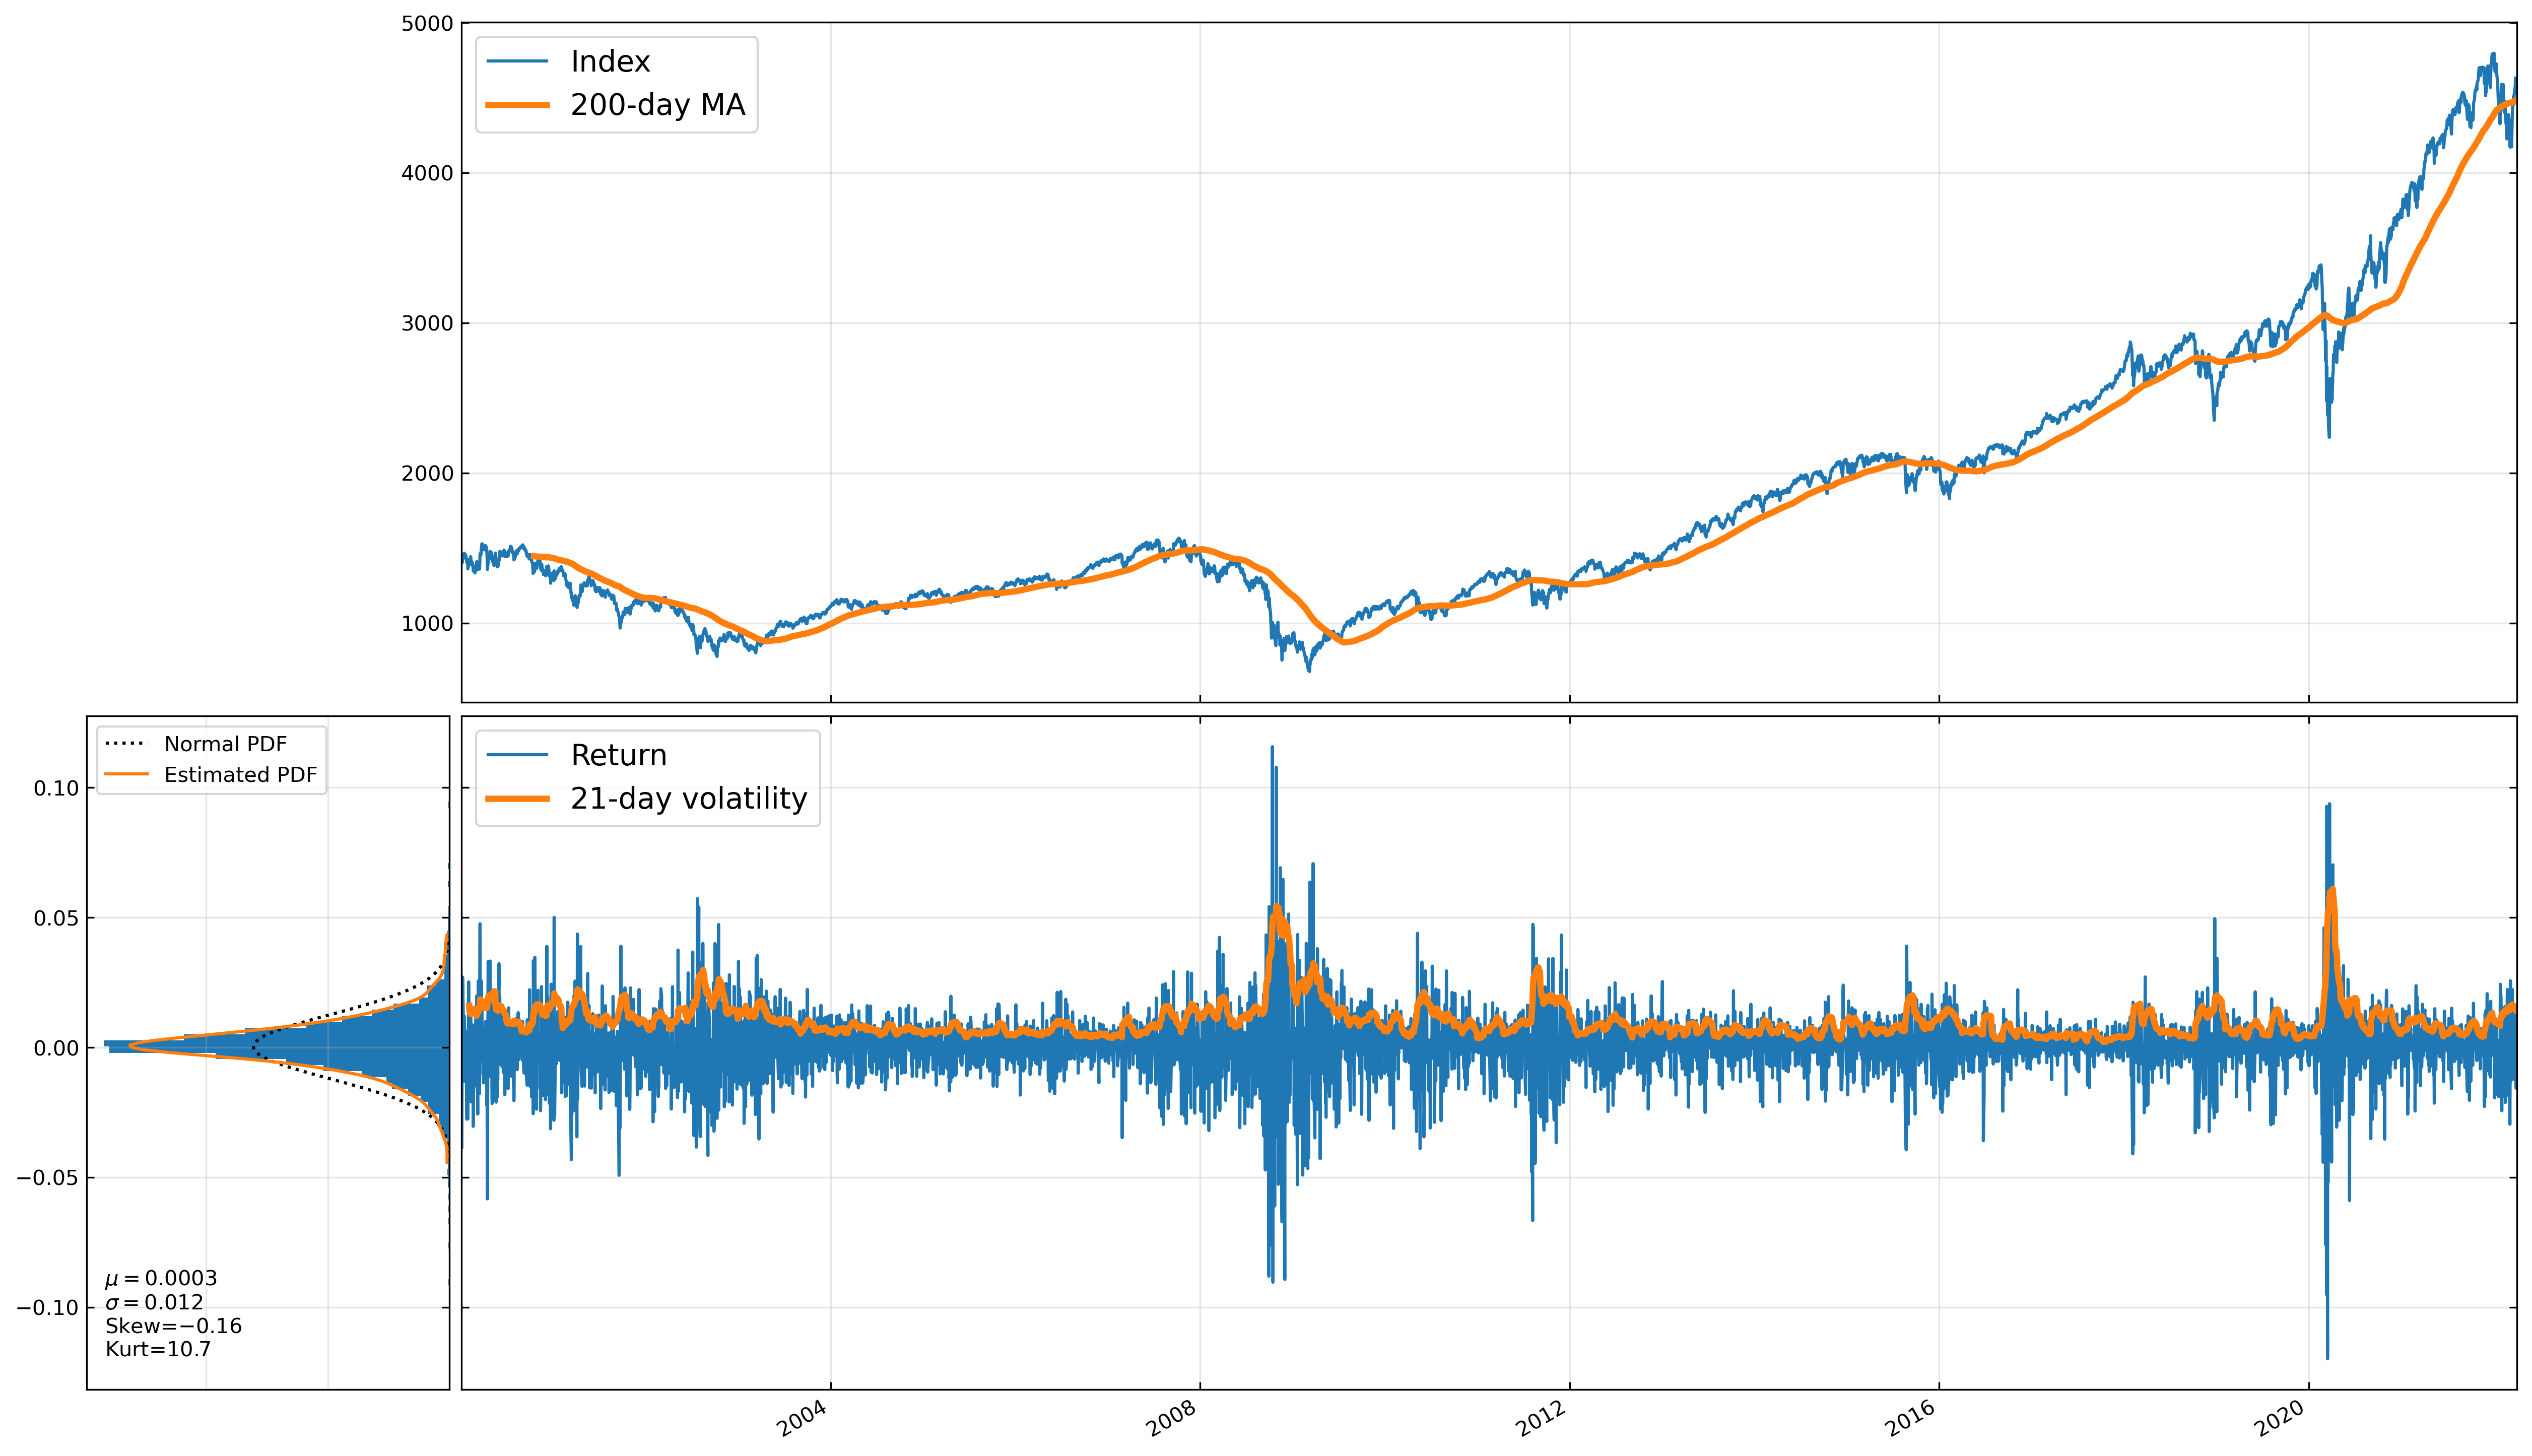 5000
4000
3000
2000
1000
Index
200-day MA
Normal PDF
Estimated PDF
0.10
0.05
0.00
−0.05
−0.10
μ = 0.0003
σ = 0.012
Skew=−0.16
Kurt=10.7
Return
21-day volatility
2004
2008
2012
2016
2020